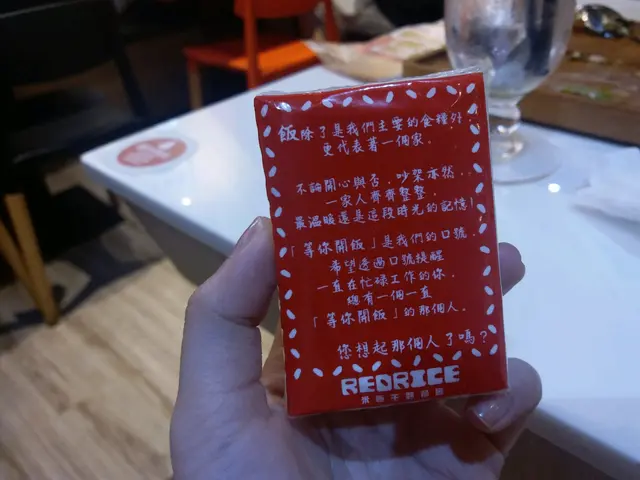 飯除了是我們主要的食糧外,
更代表著一個家。
不論開心與否、吵架亦然..
一家人齊齊整整。
最溫暖還是這段時光的記憶!
「等你開飯」是我們的口號。
希望透過口號提醒
一直在忙碌工作的你。
總有一個一直
「等你開飯」的那個人。
您想起那個人了嗎?
REDRICE